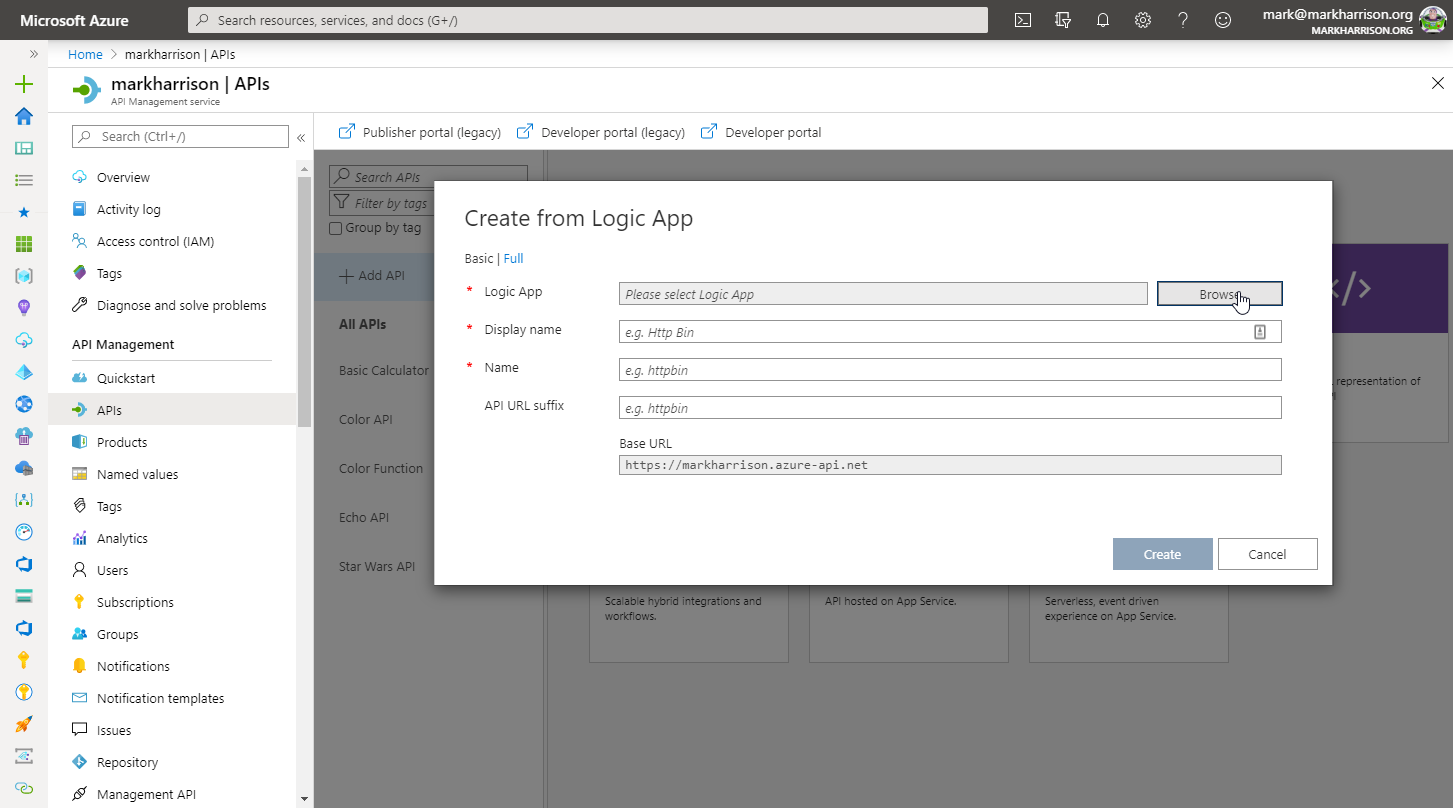 Microsoft Azure
Search resources, services, and docs (G+/)
mark@markharrison.org
MARKHARRISON.ORG
Home > markharrison | APIs
markharrison | APIs
API Management service
Search (Ctrl+/)
Overview
Activity log
Access control (IAM)
Tags
Diagnose and solve problems
API Management
Quickstart
APIs
Products
Named values
Tags
Analytics
Users
Subscriptions
Groups
Notifications
Notification templates
Issues
Repository
Management API
Publisher portal (legacy)
Developer portal (legacy)
Developer portal
Search APIs
Filter by tags
Group by tag
Add API
All APIs
Basic Calculator
Color API
Color Function
Echo API
Star Wars API
Create from Logic App
Basic | Full
* Logic App
Please select Logic App
Browse
* Display name
e.g. Http Bin
* Name
e.g. httpbin
API URL suffix
e.g. httpbin
Base URL
https://markharrison.azure-api.net
Create
Cancel
representation of
Scalable hybrid integrations and
workflows.
API hosted on App Service.
Serverless, event driven
experience on App Service.